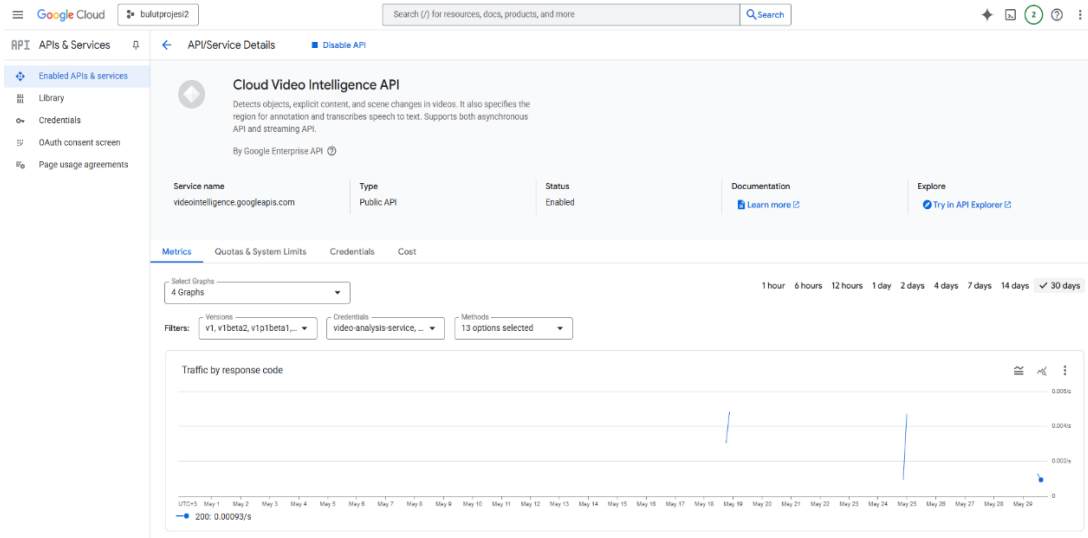 Google Cloud
bulutprojesi2
Search (/) for resources, docs, products, and more
Search
2
API APIs & Services
API/Service Details
Disable API
Enabled APIs & services
Library
Credentials
OAuth consent screen
Page usage agreements
Cloud Video Intelligence API
Detects objects, explicit content, and scene changes in videos. It also specifies the
region for annotation and transcribes speech to text. Supports both asynchronous
API and streaming API.
By Google Enterprise API
Service name
videointelligence.googleapis.com
Type
Public API
Status
Enabled
Documentation
Learn more
Explore
Try in API Explorer
Metrics Quotas & System Limits Credentials Cost
Select Graphs
4 Graphs
1 hour 6 hours 12 hours 1 day 2 days 4 days 7 days 14 days 30 days
Filters:
Versions
v1, v1beta2, v1p1beta1,...
Credentials
video-analysis-service, ...
Methods
13 options selected
Traffic by response code
0.006/s
0.004/s
0.002/s
0
UTC+3 May 1 May 2 May 3 May 4 May 5 May 6 May 7 May 8 May 9 May 10 May 11 May 12 May 13 May 14 May 15 May 16 May 17 May 18 May 19 May 20 May 21 May 22 May 23 May 24 May 25 May 26 May 27 May 28 May 29
200: 0.00093/s